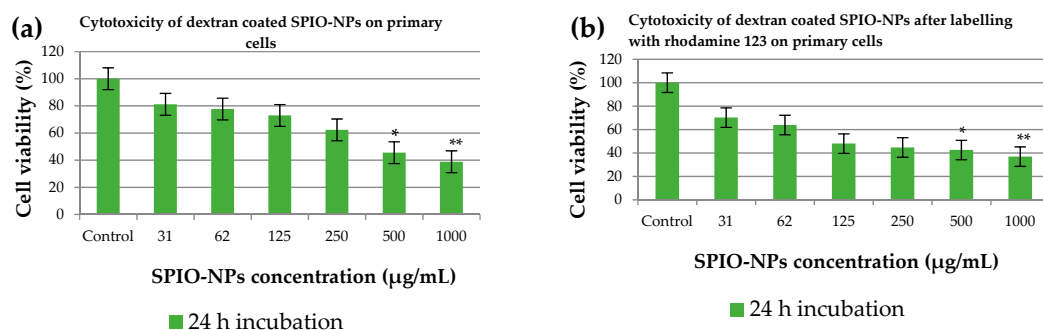 (a)
Cytotoxicity of dextran coated SPIO-NPs on primary
cells
Cell viability (%)
120
100
80
60
40
20
0
*
**
Control 31 62 125 250 500 1000
SPIO-NPs concentration (µg/mL)
24 h incubation
(b)
Cytotoxicity of dextran coated SPIO-NPs after labelling
with rhodamine 123 on primary cells
Cell viability (%)
120
100
80
60
40
20
0
*
**
Control 31 62 125 250 500 1000
SPIO-NPs concentration (µg/mL)
24 h incubation